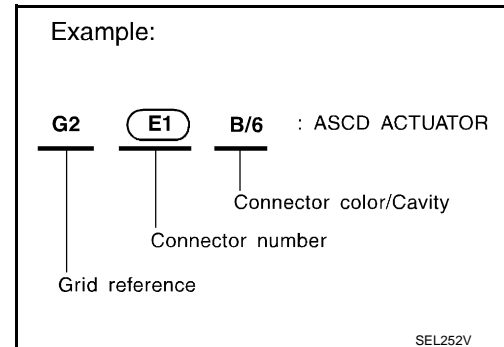 Example:
G2 E1 B/6 : ASCD ACTUATOR
Connector color/Cavity
Connector number
Grid reference
SEL252V